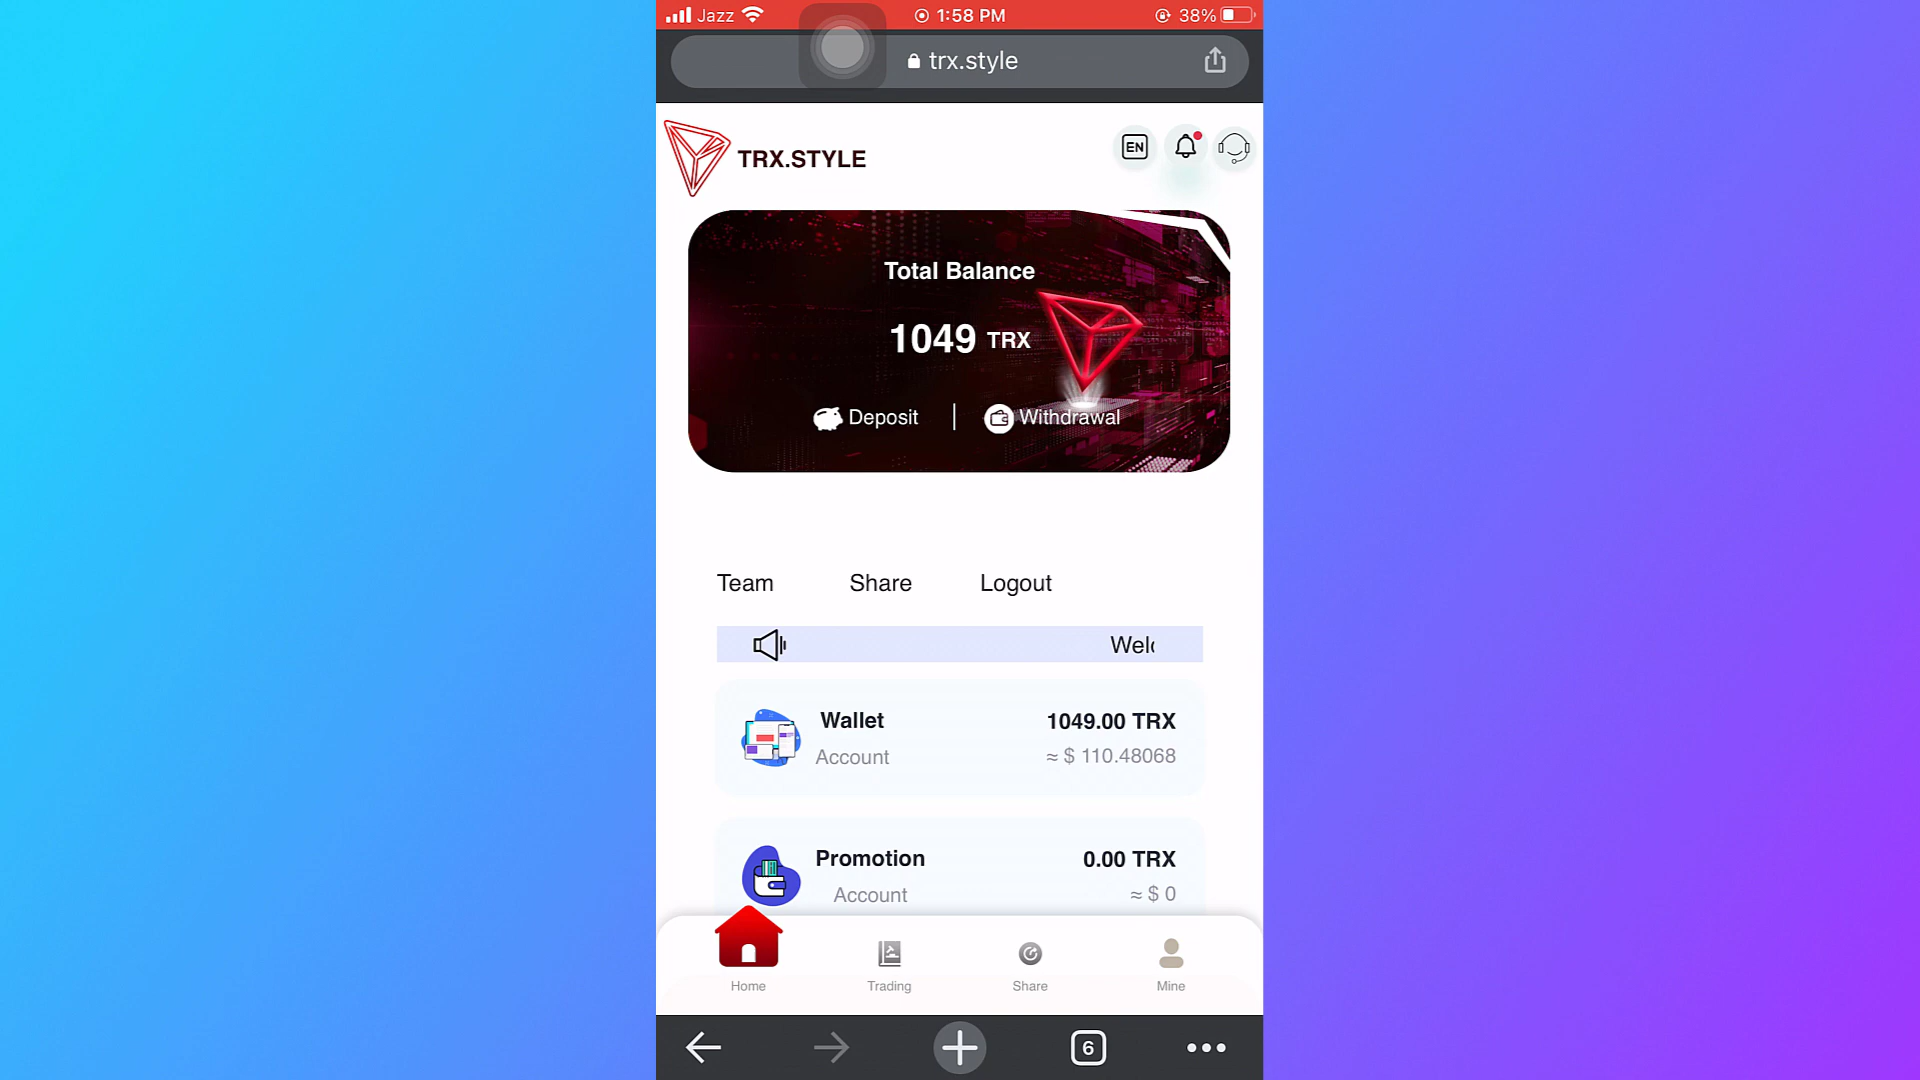 Jazz 1:58 PM 38%
trx.style
TRX.STYLE
EN
Total Balance
1049 TRX
Deposit | Withdrawal
Team Share Logout
Wel
Wallet 1049.00 TRX
Account ≈ $ 110.48068
Promotion 0.00 TRX
Account ≈ $ 0
Home Trading Share Mine
6